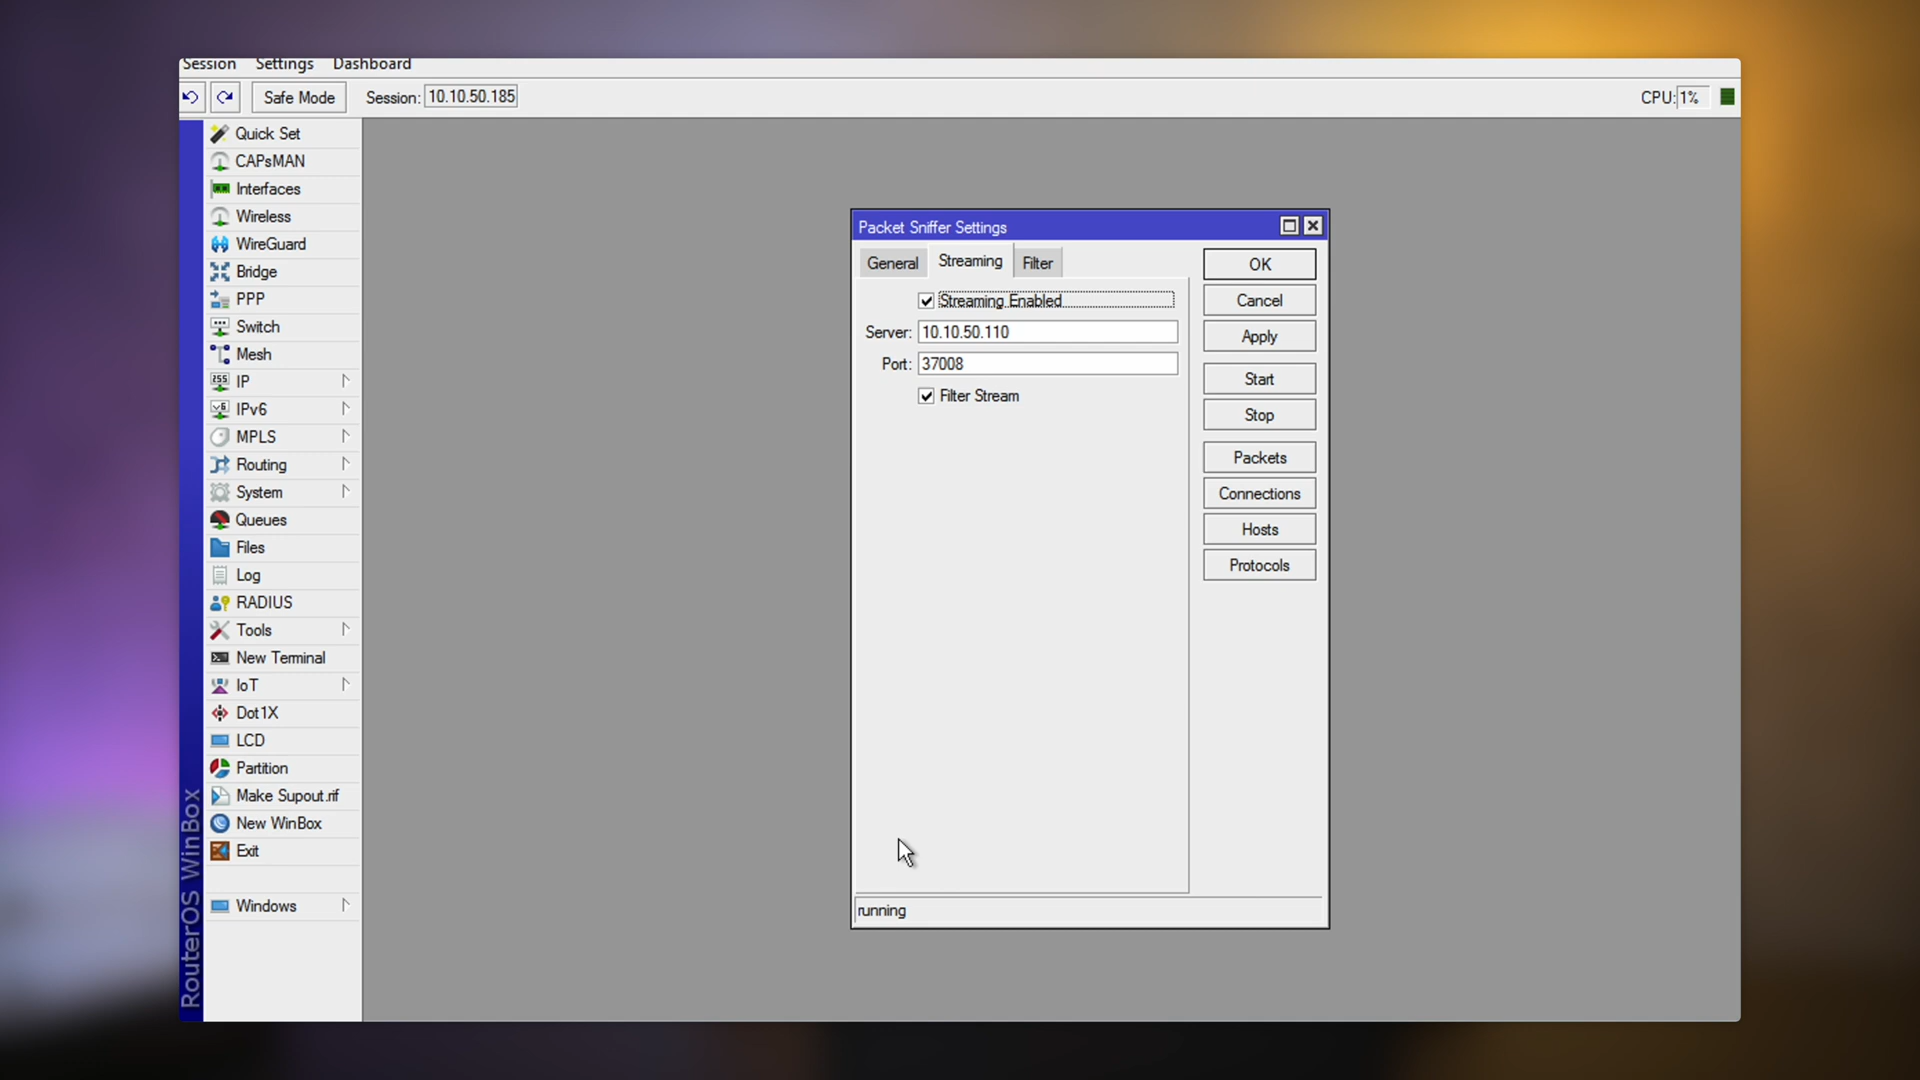 Session Settings Dashboard
Safe Mode Session: 10.10.50.185 CPU: 1%
Quick Set
CAPsMAN
Interfaces
Wireless
WireGuard
Bridge
PPP
Switch
Mesh
IP
IPv6
MPLS
Routing
System
Queues
Files
Log
RADIUS
Tools
New Terminal
IoT
Dot1X
LCD
Partition
Make Supout.rif
New WinBox
Exit
Windows
RouterOS WinBox
Packet Sniffer Settings
General Streaming Filter
Streaming Enabled
Server: 10.10.50.110
Port: 37008
Filter Stream
OK
Cancel
Apply
Start
Stop
Packets
Connections
Hosts
Protocols
running